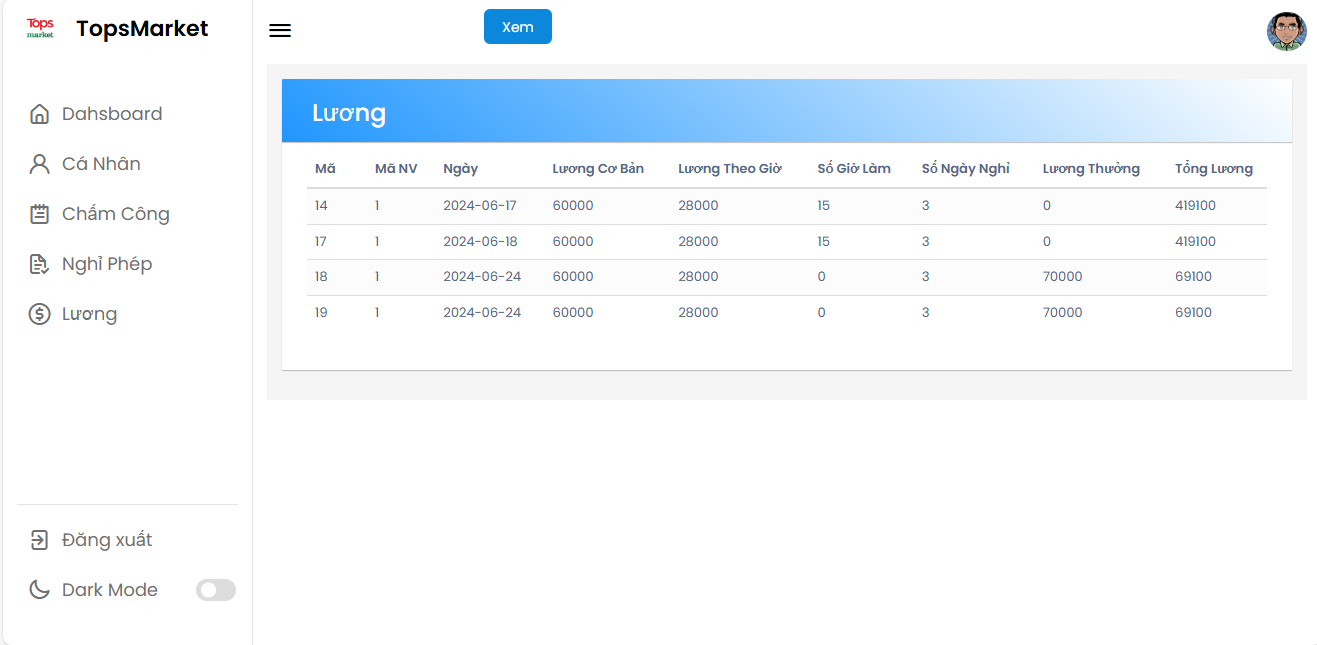 Tops
market
TopsMarket
Xem
Dahsboard
Cá Nhân
Chấm Công
Nghỉ Phép
Lương
Đăng xuất
Dark Mode
Lương
Mã Mã NV Ngày Lương Cơ Bản Lương Theo Giờ Số Giờ Làm Số Ngày Nghỉ Lương Thưởng Tổng Lương
14 1 2024-06-17 60000 28000 15 3 0 419100
17 1 2024-06-18 60000 28000 15 3 0 419100
18 1 2024-06-24 60000 28000 0 3 70000 69100
19 1 2024-06-24 60000 28000 0 3 70000 69100